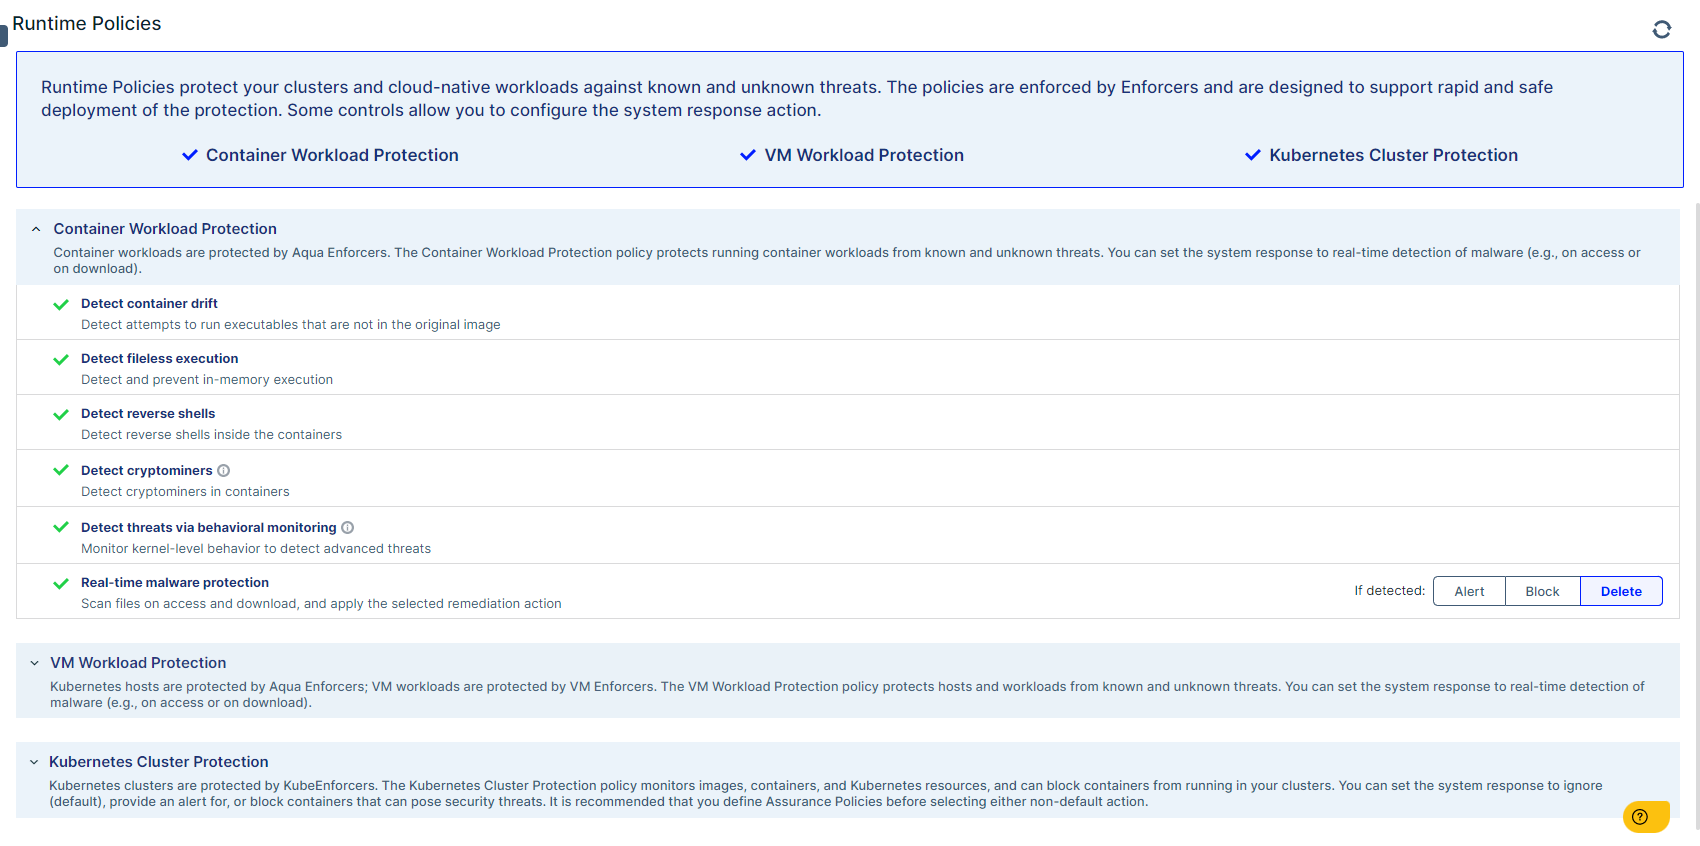 Runtime Policies
Runtime Policies protect your clusters and cloud-native workloads against known and unknown threats. The policies are enforced by Enforcers and are designed to support rapid and safe
deployment of the protection. Some controls allow you to configure the system response action.
Container Workload Protection
VM Workload Protection
Kubernetes Cluster Protection
Container Workload Protection
Container workloads are protected by Aqua Enforcers. The Container Workload Protection policy protects running container workloads from known and unknown threats. You can set the system response to real-time detection of malware (e.g., on access or
on download).
Detect container drift
Detect attempts to run executables that are not in the original image
Detect fileless execution
Detect and prevent in-memory execution
Detect reverse shells
Detect reverse shells inside the containers
Detect cryptominers
Detect cryptominers in containers
Detect threats via behavioral monitoring
Monitor kernel-level behavior to detect advanced threats
Real-time malware protection
Scan files on access and download, and apply the selected remediation action
If detected:
Alert
Block
Delete
VM Workload Protection
Kubernetes hosts are protected by Aqua Enforcers; VM workloads are protected by VM Enforcers. The VM Workload Protection policy protects hosts and workloads from known and unknown threats. You can set the system response to real-time detection of
malware (e.g., on access or on download).
Kubernetes Cluster Protection
Kubernetes clusters are protected by KubeEnforcers. The Kubernetes Cluster Protection policy monitors images, containers, and Kubernetes resources, and can block containers from running in your clusters. You can set the system response to ignore
(default), provide an alert for, or block containers that can pose security threats. It is recommended that you define Assurance Policies before selecting either non-default action.